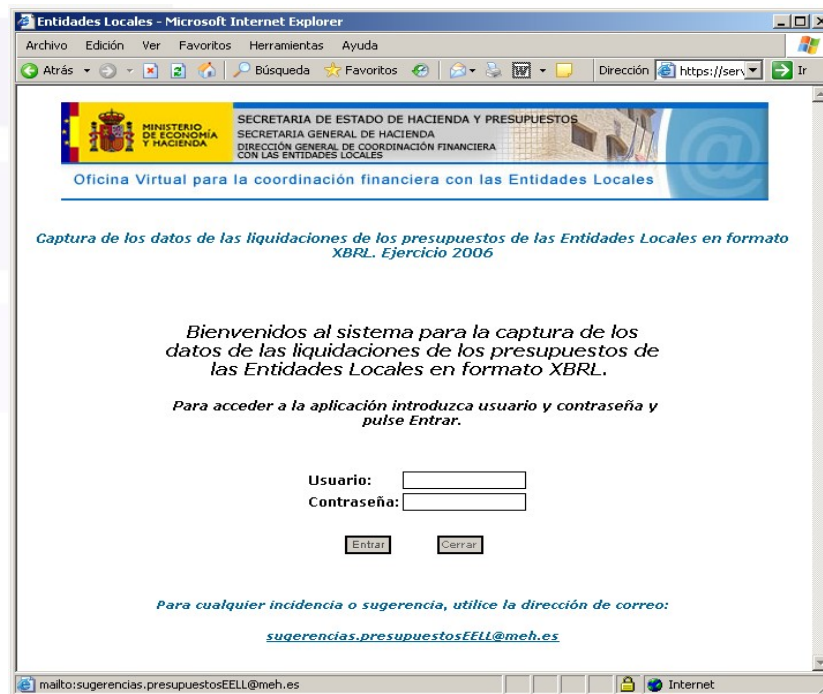 Entidades Locales - Microsoft Internet Explorer
Archivo Edición Ver Favoritos Herramientas Ayuda
Atrás Búsqueda Favoritos Dirección https://serv Ir
MINISTERIO
DE ECONOMÍA
Y HACIENDA
SECRETARIA DE ESTADO DE HACIENDA Y PRESUPUESTOS
SECRETARIA GENERAL DE HACIENDA
DIRECCIÓN GENERAL DE COORDINACIÓN FINANCIERA
CON LAS ENTIDADES LOCALES
Oficina Virtual para la coordinación financiera con las Entidades Locales
Captura de los datos de las liquidaciones de los presupuestos de las Entidades Locales en formato
XBRL. Ejercicio 2006
Bienvenidos al sistema para la captura de los
datos de las liquidaciones de los presupuestos de
las Entidades Locales en formato XBRL.
Para acceder a la aplicación introduzca usuario y contraseña y
pulse Entrar.
Usuario:
Contraseña:
Entrar Cerrar
Para cualquier incidencia o sugerencia, utilice la dirección de correo:
sugerencias.presupuestosEELL@meh.es
mailto:sugerencias.presupuestosEELL@meh.es Internet